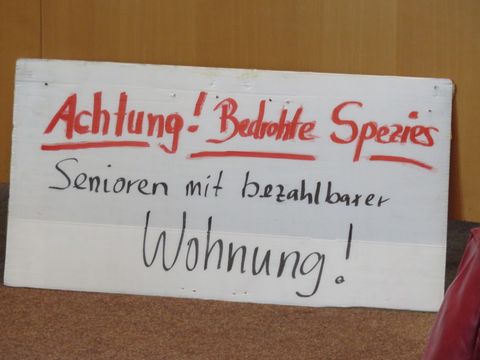 Achtung! Bedrohte Spezies
Senioren mit bezahlbarer
Wohnung!